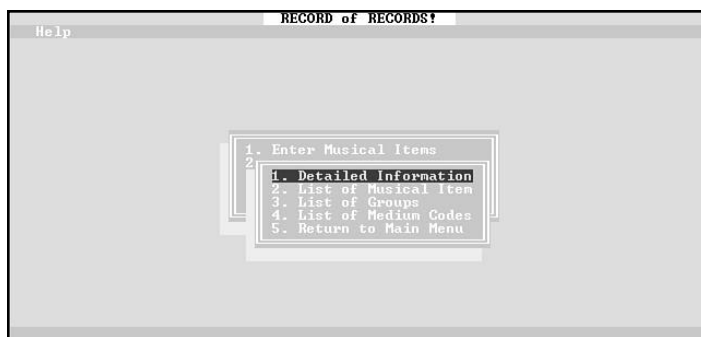 RECORD of RECORDS!
Help
1. Enter Musical Items
2
1. Detailed Information
2. List of Musical Item
3. List of Groups
4. List of Medium Codes
5. Return to Main Menu